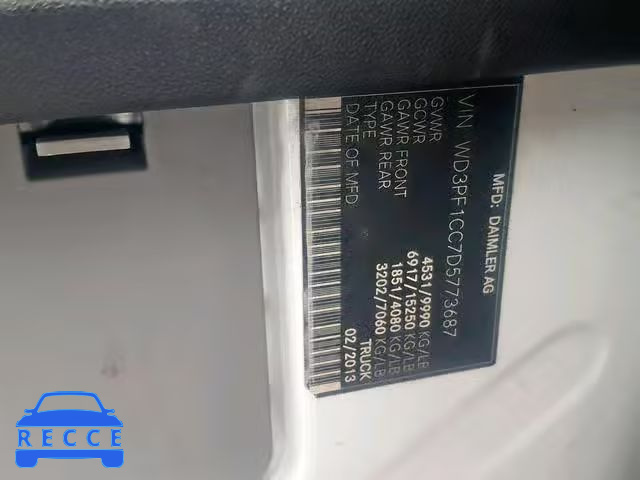 MFD: DAIMLER AG
VIN WD3PF1CC7D5773687
GVWR 4531/9990 KG/LB
GCWR 6917/15250 KG/LB
GAWR FRONT 1851/4080 KG/LB
GAWR REAR 3202/7060 KG/LB
TYPE TRUCK
DATE OF MFD. 02/2013
RECCE